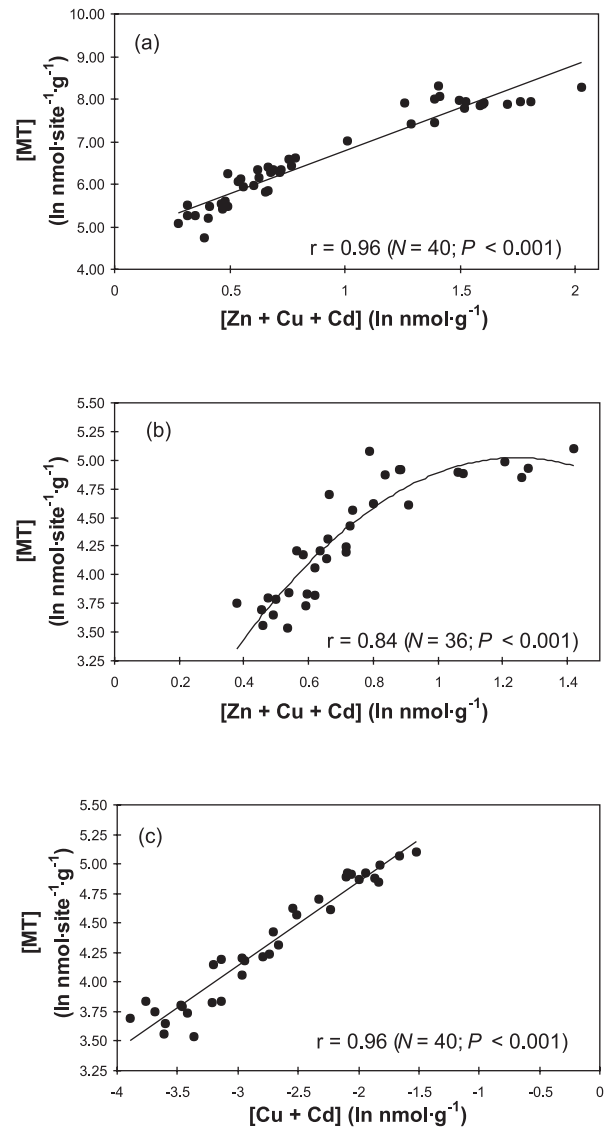 (a)
10.00
9.00
8.00
7.00
6.00
5.00
4.00
[MT]
(ln nmol·site⁻¹·g⁻¹)
r = 0.96 (N = 40; P < 0.001)
0 0.5 1 1.5 2
[Zn + Cu + Cd] (ln nmol·g⁻¹)
(b)
5.50
5.25
5.00
4.75
4.50
4.25
4.00
3.75
3.50
3.25
[MT]
(ln nmol·site⁻¹·g⁻¹)
r = 0.84 (N = 36; P < 0.001)
0 0.2 0.4 0.6 0.8 1 1.2 1.4
[Zn + Cu + Cd] (ln nmol·g⁻¹)
(c)
5.50
5.25
5.00
4.75
4.50
4.25
4.00
3.75
3.50
3.25
[MT]
(ln nmol·site⁻¹·g⁻¹)
r = 0.96 (N = 40; P < 0.001)
-4 -3.5 -3 -2.5 -2 -1.5 -1 -0.5 0
[Cu + Cd] (ln nmol·g⁻¹)